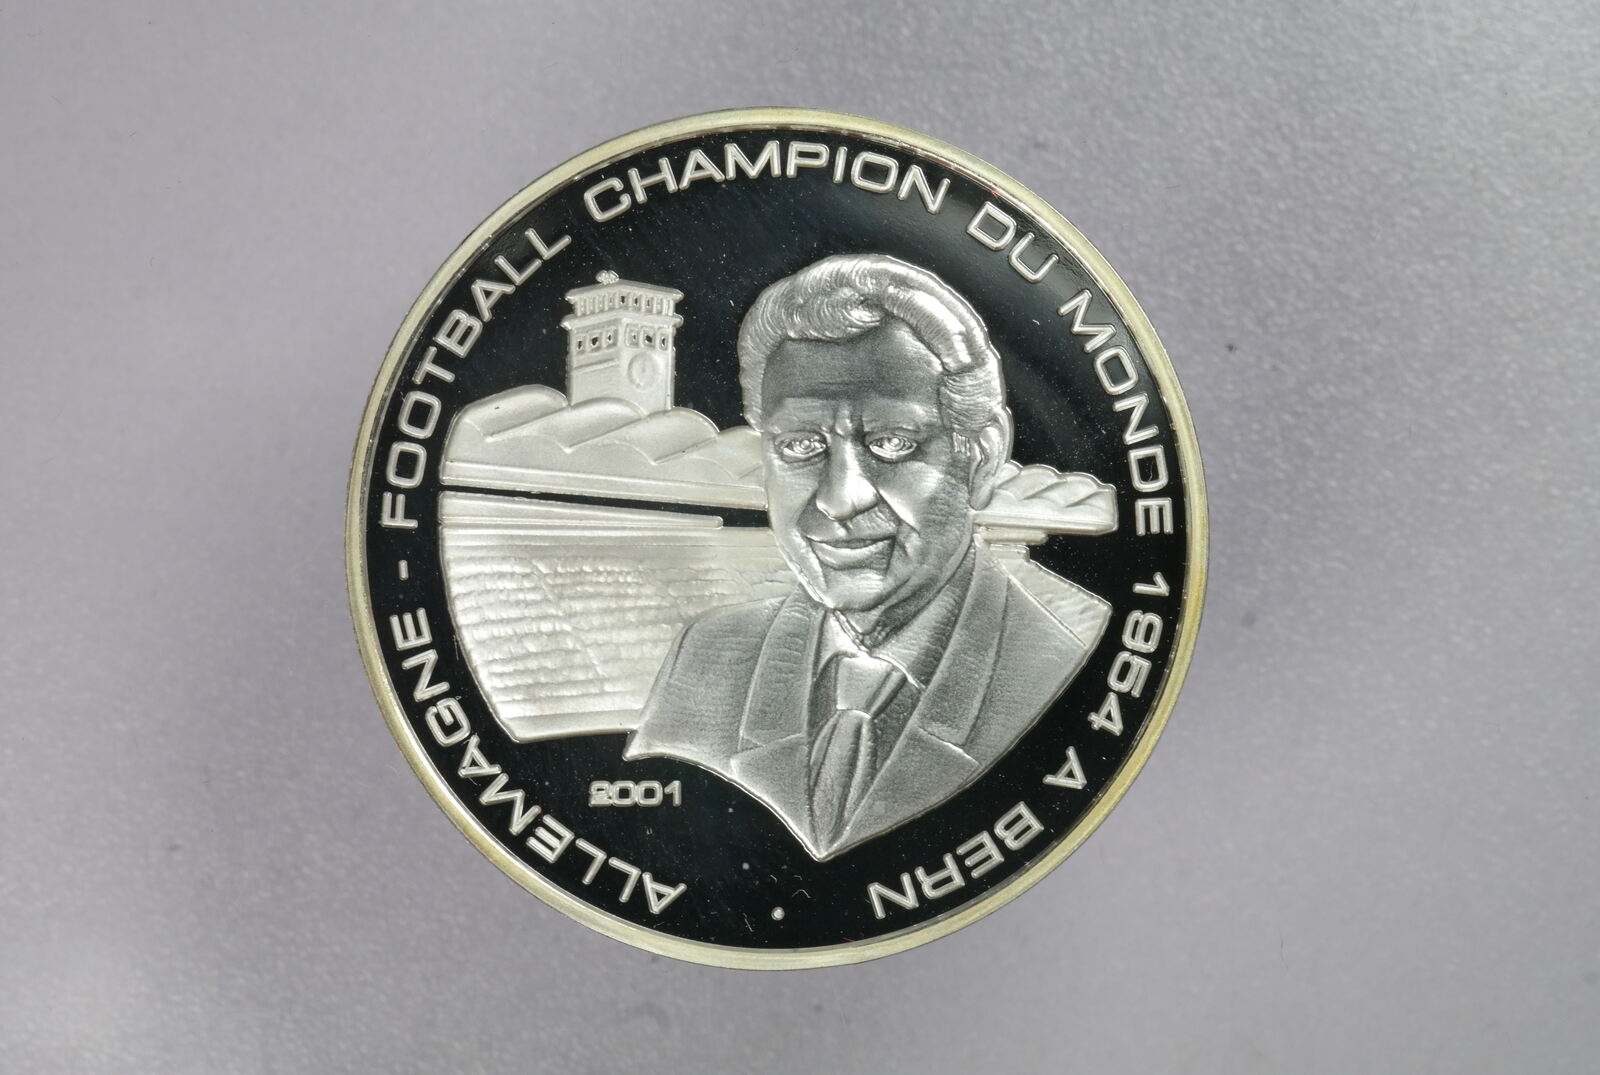 ALLEMAGNE - FOOTBALL CHAMPION DU MONDE 1954 A BERN •
2001